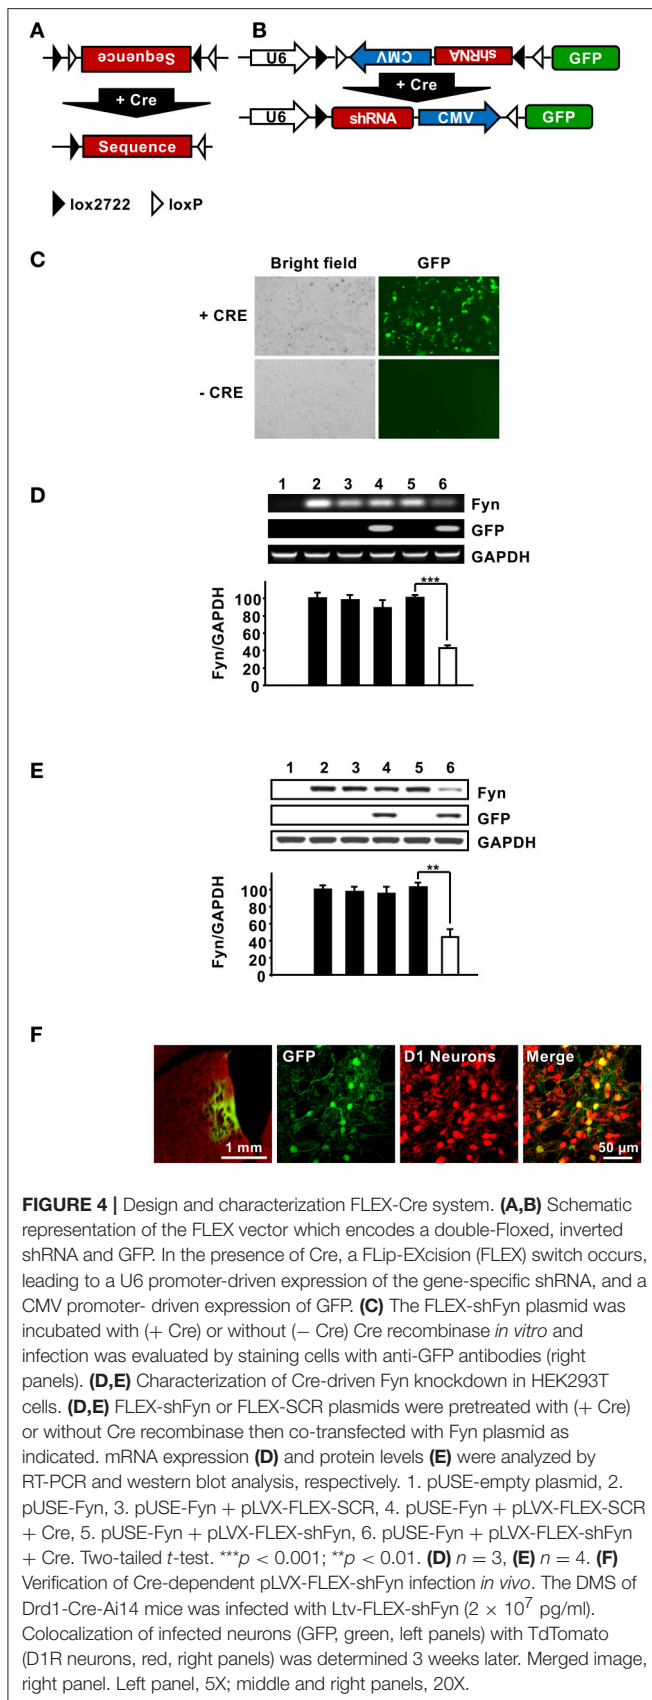 A
B
Sequence
+ Cre
Sequence
U6
CMV
shRNA
GFP
+ Cre
U6
shRNA
CMV
GFP
lox2722
loxP
C
Bright field
GFP
+ CRE
- CRE
D
1 2 3 4 5 6
Fyn
GFP
GAPDH
***
Fyn/GAPDH
100
80
60
40
20
0
E
1 2 3 4 5 6
Fyn
GFP
GAPDH
**
Fyn/GAPDH
100
80
60
40
20
0
F
GFP
D1 Neurons
Merge
1 mm
50 µm
FIGURE 4 | Design and characterization FLEX-Cre system. (A,B) Schematic
representation of the FLEX vector which encodes a double-Floxed, inverted
shRNA and GFP. In the presence of Cre, a FLip-EXcision (FLEX) switch occurs,
leading to a U6 promoter-driven expression of the gene-specific shRNA, and a
CMV promoter- driven expression of GFP. (C) The FLEX-shFyn plasmid was
incubated with (+ Cre) or without (− Cre) Cre recombinase in vitro and
infection was evaluated by staining cells with anti-GFP antibodies (right
panels). (D,E) Characterization of Cre-driven Fyn knockdown in HEK293T
cells. (D,E) FLEX-shFyn or FLEX-SCR plasmids were pretreated with (+ Cre)
or without Cre recombinase then co-transfected with Fyn plasmid as
indicated. mRNA expression (D) and protein levels (E) were analyzed by
RT-PCR and western blot analysis, respectively. 1. pUSE-empty plasmid, 2.
pUSE-Fyn, 3. pUSE-Fyn + pLVX-FLEX-SCR, 4. pUSE-Fyn + pLVX-FLEX-SCR
+ Cre, 5. pUSE-Fyn + pLVX-FLEX-shFyn, 6. pUSE-Fyn + pLVX-FLEX-shFyn
+ Cre. Two-tailed t-test. ***p < 0.001; **p < 0.01. (D) n = 3, (E) n = 4. (F)
Verification of Cre-dependent pLVX-FLEX-shFyn infection in vivo. The DMS of
Drd1-Cre-Ai14 mice was infected with Ltv-FLEX-shFyn (2 × 10⁷ pg/ml).
Colocalization of infected neurons (GFP, green, left panels) with TdTomato
(D1R neurons, red, right panels) was determined 3 weeks later. Merged image,
right panel. Left panel, 5X; middle and right panels, 20X.